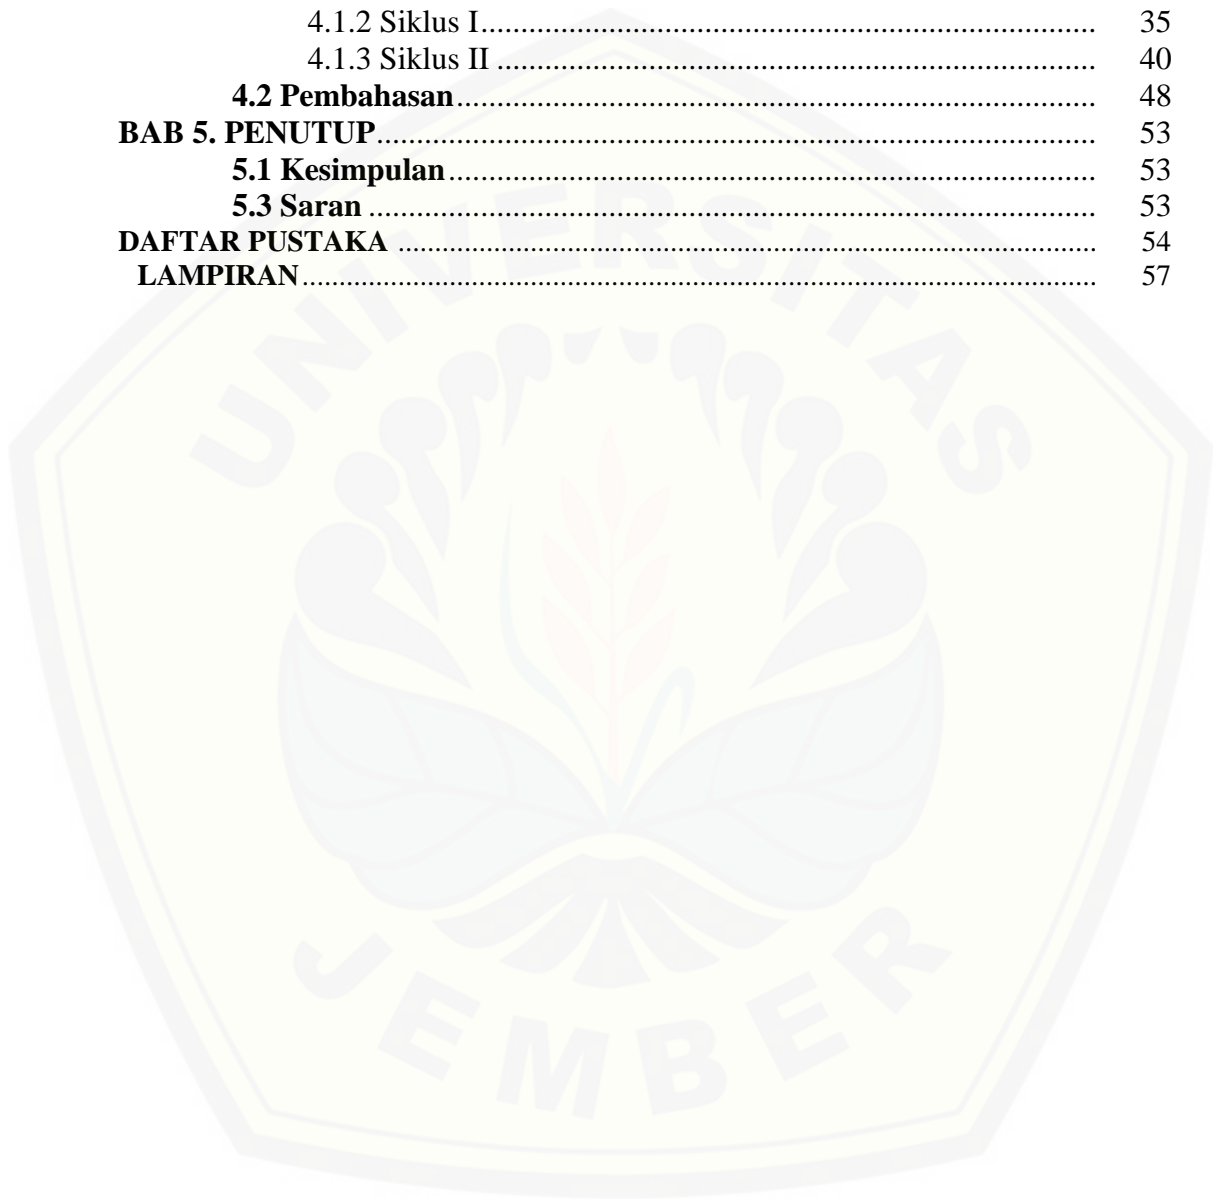 4.1.2 Siklus I.............................................................................. 35
4.1.3 Siklus II ............................................................................ 40
4.2 Pembahasan................................................................................ 48
BAB 5. PENUTUP.......................................................................................... 53
5.1 Kesimpulan................................................................................. 53
5.3 Saran ........................................................................................... 53
DAFTAR PUSTAKA ..................................................................................... 54
LAMPIRAN.................................................................................................. 57
UNIVERSITAS
JEMBER